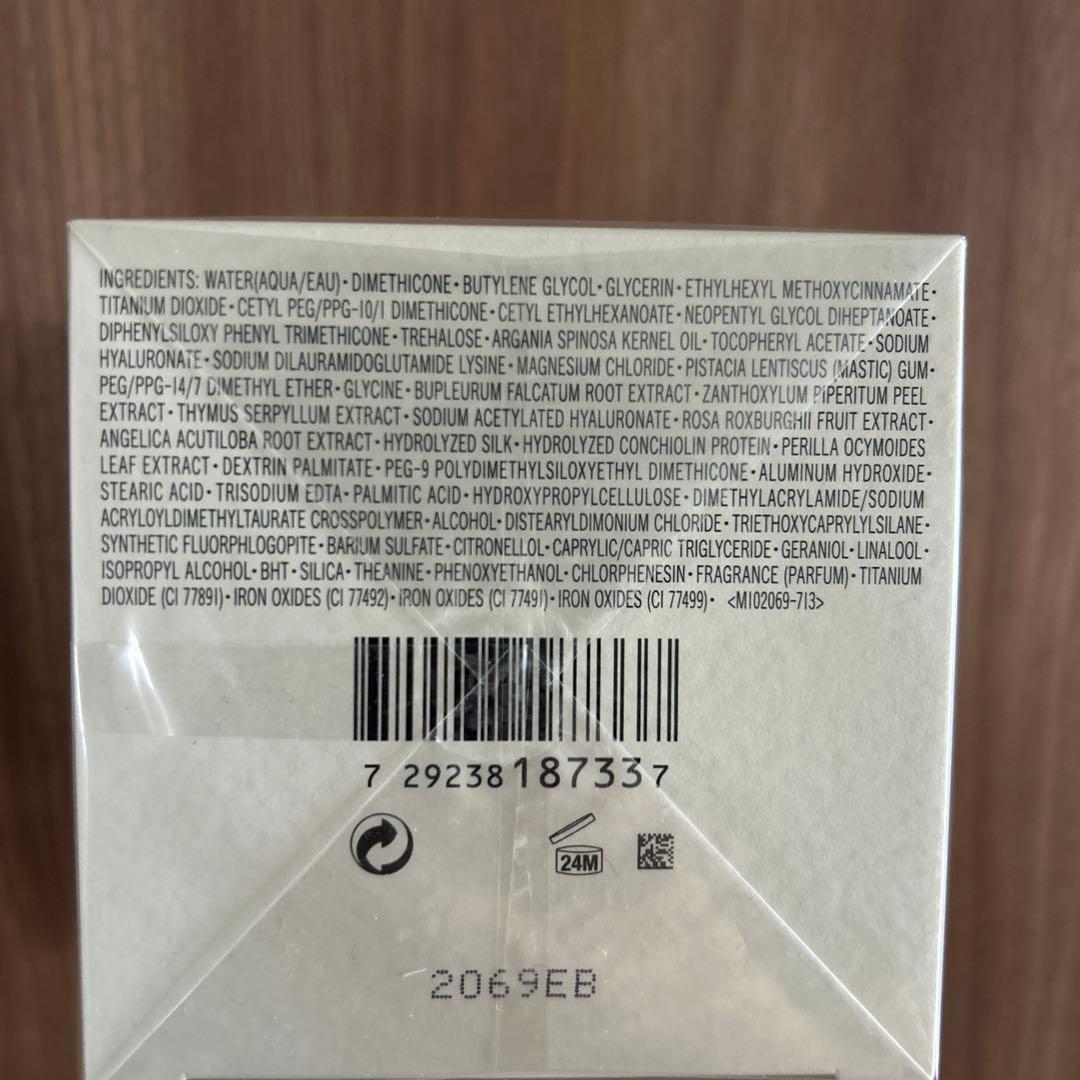 INGREDIENTS: WATER(AQUA/EAU)・DIMETHICONE・BUTYLENE GLYCOL・GLYCERIN・ETHYLHEXYL METHOXYCINNAMATE・
TITANIUM DIOXIDE・CETYL PEG/PPG-10/1 DIMETHICONE・CETYL ETHYLHEXANOATE・NEOPENTYL GLYCOL DIHEPTANOATE・
DIPHENYLSILOXY PHENYL TRIMETHICONE・TREHALOSE・ARGANIA SPINOSA KERNEL OIL・TOCOPHERYL ACETATE・SODIUM
HYALURONATE・SODIUM DILAURAMIDOGLUTAMIDE LYSINE・MAGNESIUM CHLORIDE・PISTACIA LENTISCUS (MASTIC) GUM・
PEG/PPG-14/7 DIMETHYL ETHER・GLYCINE・BUPLEURUM FALCATUM ROOT EXTRACT・ZANTHOXYLUM PIPERITUM PEEL
EXTRACT・THYMUS SERPYLLUM EXTRACT・SODIUM ACETYLATED HYALURONATE・ROSA ROXBURGHII FRUIT EXTRACT・
ANGELICA ACUTILOBA ROOT EXTRACT・HYDROLYZED SILK・HYDROLYZED CONCHIOLIN PROTEIN・PERILLA OCYMOIDES
LEAF EXTRACT・DEXTRIN PALMITATE・PEG-9 POLYDIMETHYLSILOXYETHYL DIMETHICONE・ALUMINUM HYDROXIDE・
STEARIC ACID・TRISODIUM EDTA・PALMITIC ACID・HYDROXYPROPYLCELLULOSE・DIMETHYLACRYLAMIDE/SODIUM
ACRYLOYLDIMETHYLTAURATE CROSSPOLYMER・ALCOHOL・DISTEARYLDIMONIUM CHLORIDE・TRIETHOXYCAPRYLYLSILANE・
SYNTHETIC FLUORPHLOGOPITE・BARIUM SULFATE・CITRONELLOL・CAPRYLIC/CAPRIC TRIGLYCERIDE・GERANIOL・LINALOOL・
ISOPROPYL ALCOHOL・BHT・SILICA・THEANINE・PHENOXYETHANOL・CHLORPHENESIN・FRAGRANCE (PARFUM)・TITANIUM
DIOXIDE (CI 77891)・IRON OXIDES (CI 77492)・IRON OXIDES (CI 77491)・IRON OXIDES (CI 77499)・ <M102069-713>
7 29238 18733 7
24M
2069EB